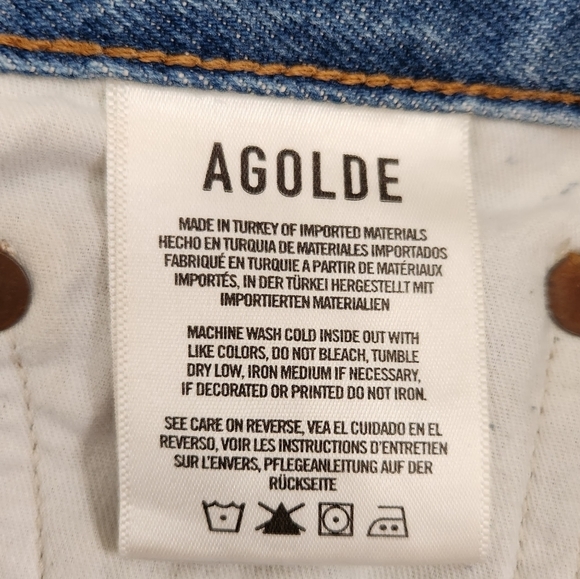 AGOLDE
MADE IN TURKEY OF IMPORTED MATERIALS
HECHO EN TURQUIA DE MATERIALES IMPORTADOS
FABRIQUÉ EN TURQUIE A PARTIR DE MATÉRIAUX
IMPORTÉS, IN DER TÜRKEI HERGESTELLT MIT
IMPORTIERTEN MATERIALIEN
MACHINE WASH COLD INSIDE OUT WITH
LIKE COLORS, DO NOT BLEACH, TUMBLE
DRY LOW, IRON MEDIUM IF NECESSARY,
IF DECORATED OR PRINTED DO NOT IRON.
SEE CARE ON REVERSE, VEA EL CUIDADO EN EL
REVERSO, VOIR LES INSTRUCTIONS D'ENTRETIEN
SUR L'ENVERS, PFLEGEANLEITUNG AUF DER
RÜCKSEITE